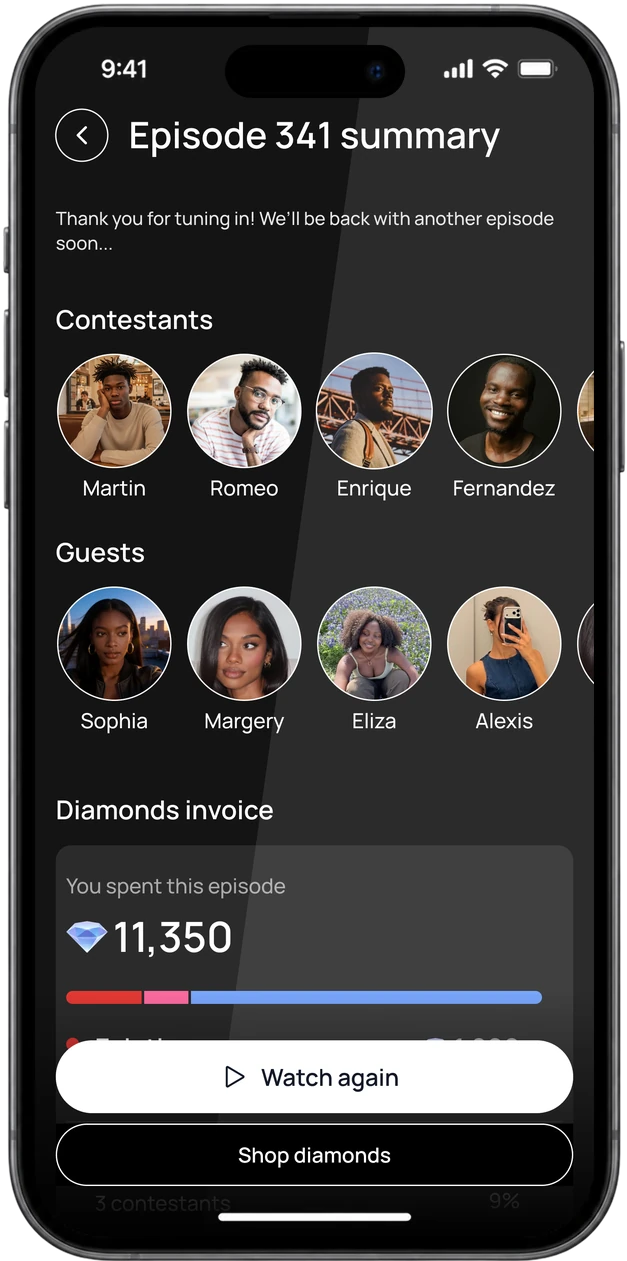 9:41
Episode 341 summary
Thank you for tuning in! We’ll be back with another episode
soon...
Contestants
Martin Romeo Enrique Fernandez
Guests
Sophia Margery Eliza Alexis
Diamonds invoice
You spent this episode
11,350
Watch again
Shop diamonds
3 contestants 9%